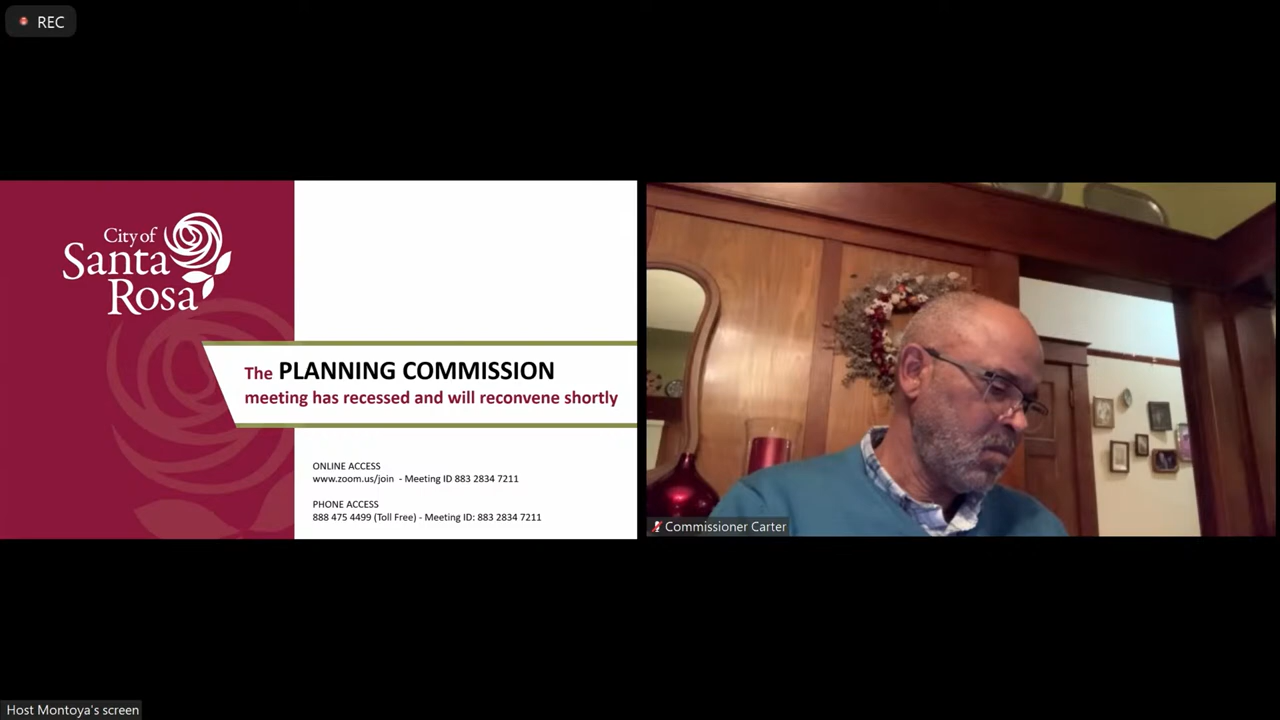 REC
City of
Santa
Rosa
The PLANNING COMMISSION
meeting has recessed and will reconvene shortly
ONLINE ACCESS
www.zoom.us/join - Meeting ID 883 2834 7211
PHONE ACCESS
888 475 4499 (Toll Free) - Meeting ID: 883 2834 7211
Commissioner Carter
Host Montoya's screen